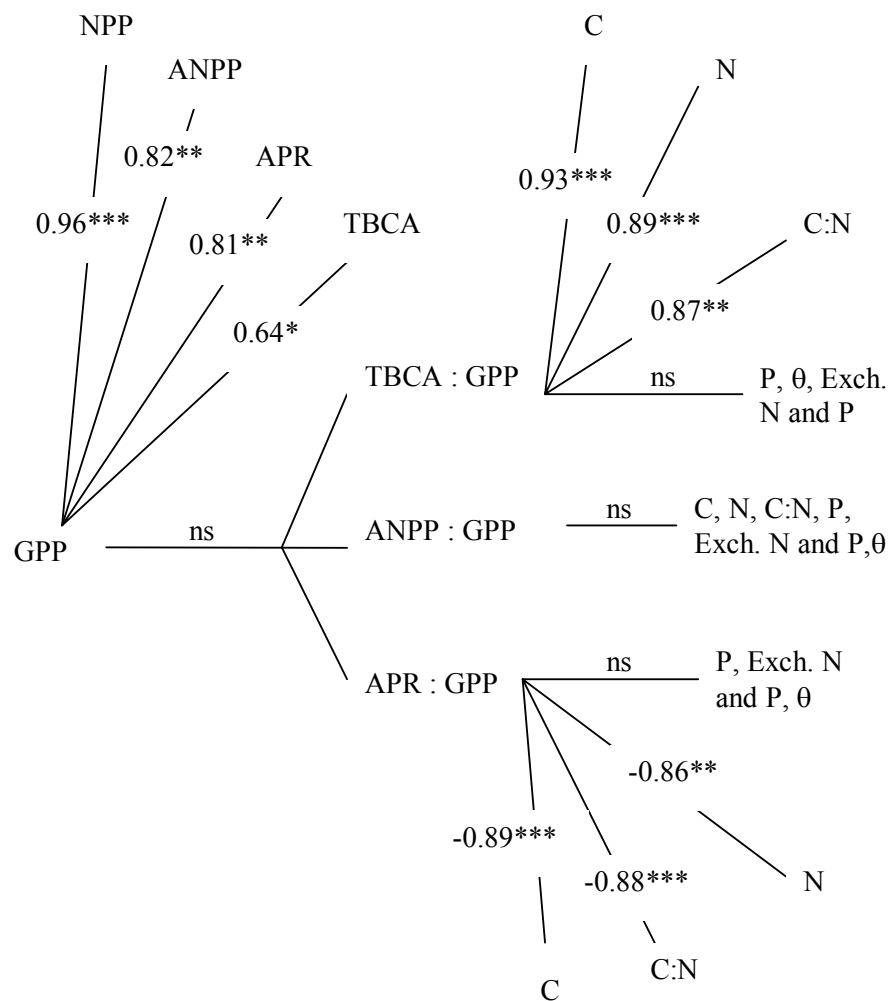 NPP
C
ANPP
N
0.82**
APR
0.93***
0.96***
TBCA
0.89***
C:N
0.81**
0.87**
0.64*
TBCA : GPP
ns
P, θ, Exch.
N and P
GPP
ns
ANPP : GPP
ns
C, N, C:N, P,
Exch. N and P,θ
APR : GPP
ns
P, Exch. N
and P, θ
-0.86**
-0.89***
-0.88***
N
C:N
C